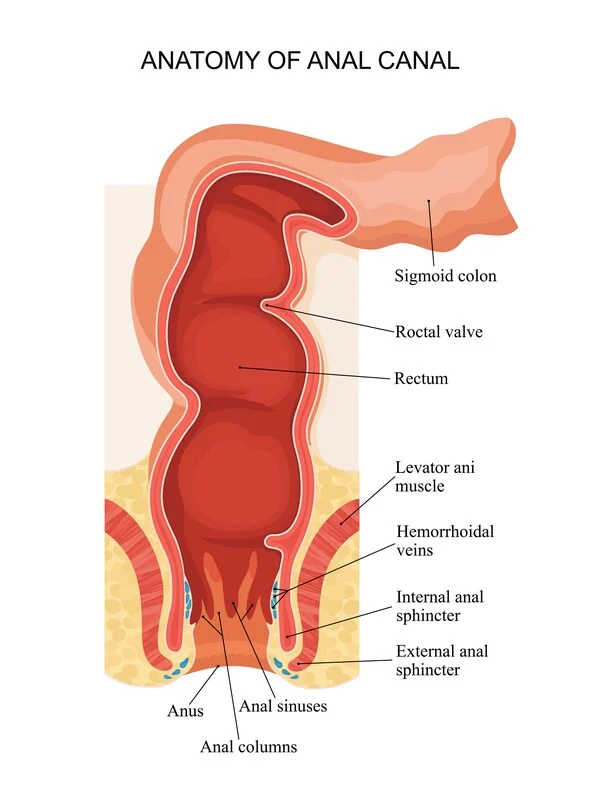 ANATOMY OF ANAL CANAL
Sigmoid colon
Roctal valve
Rectum
Levator ani
muscle
Hemorrhoidal
veins
Internal anal
sphincter
External anal
sphincter
Anus
Anal sinuses
Anal columns